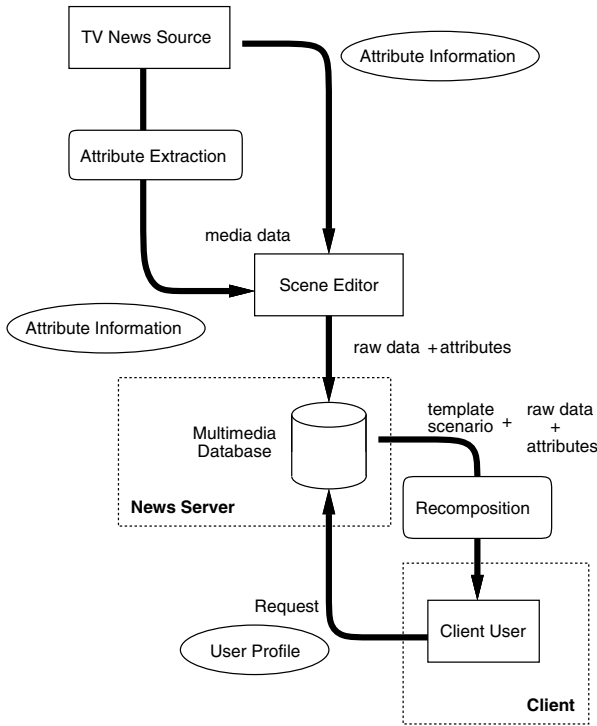 TV News Source
Attribute Information
Attribute Extraction
media data
Scene Editor
Attribute Information
raw data + attributes
template
scenario + raw data
+
attributes
Multimedia
Database
News Server
Recomposition
Request
Client User
User Profile
Client